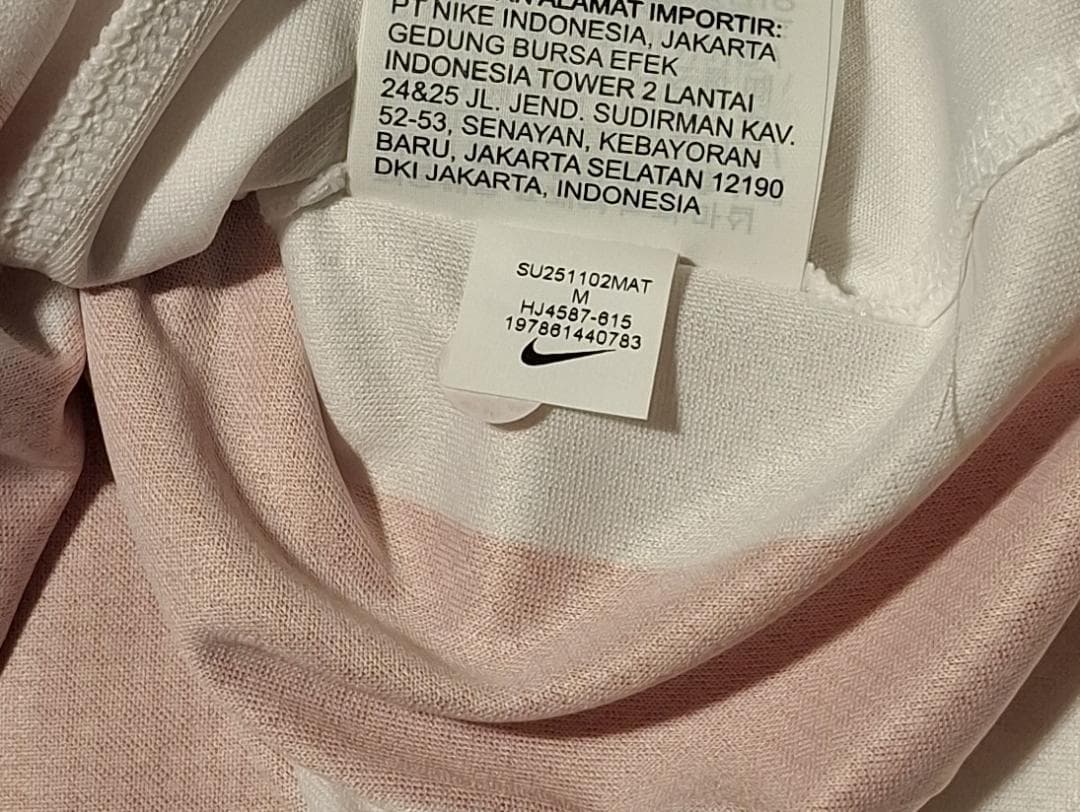 ALAMAT IMPORTIR:
PT NIKE INDONESIA, JAKARTA
GEDUNG BURSA EFEK
INDONESIA TOWER 2 LANTAI
24&25 JL. JEND. SUDIRMAN KAV.
52-53, SENAYAN, KEBAYORAN
BARU, JAKARTA SELATAN 12190
DKI JAKARTA, INDONESIA
SU251102MAT
M
HJ4587-615
197861440783